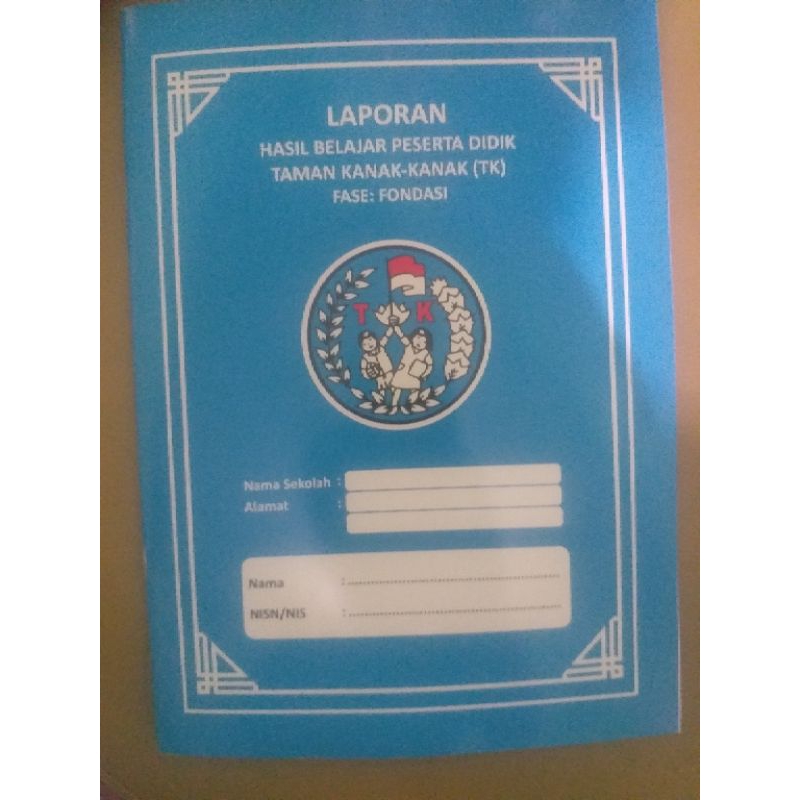 LAPORAN
HASIL BELAJAR PESERTA DIDIK
TAMAN KANAK-KANAK (TK)
FASE: FONDASI
T K
Nama Sekolah :
Alamat :
Nama :
NISN/NIS :